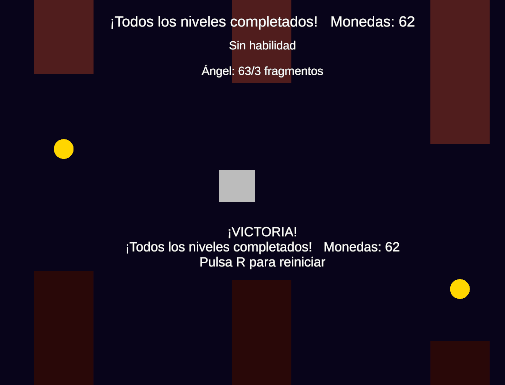 ¡Todos los niveles completados!   Monedas: 62
Sin habilidad
Ángel: 63/3 fragmentos
¡VICTORIA!
¡Todos los niveles completados!   Monedas: 62
Pulsa R para reiniciar